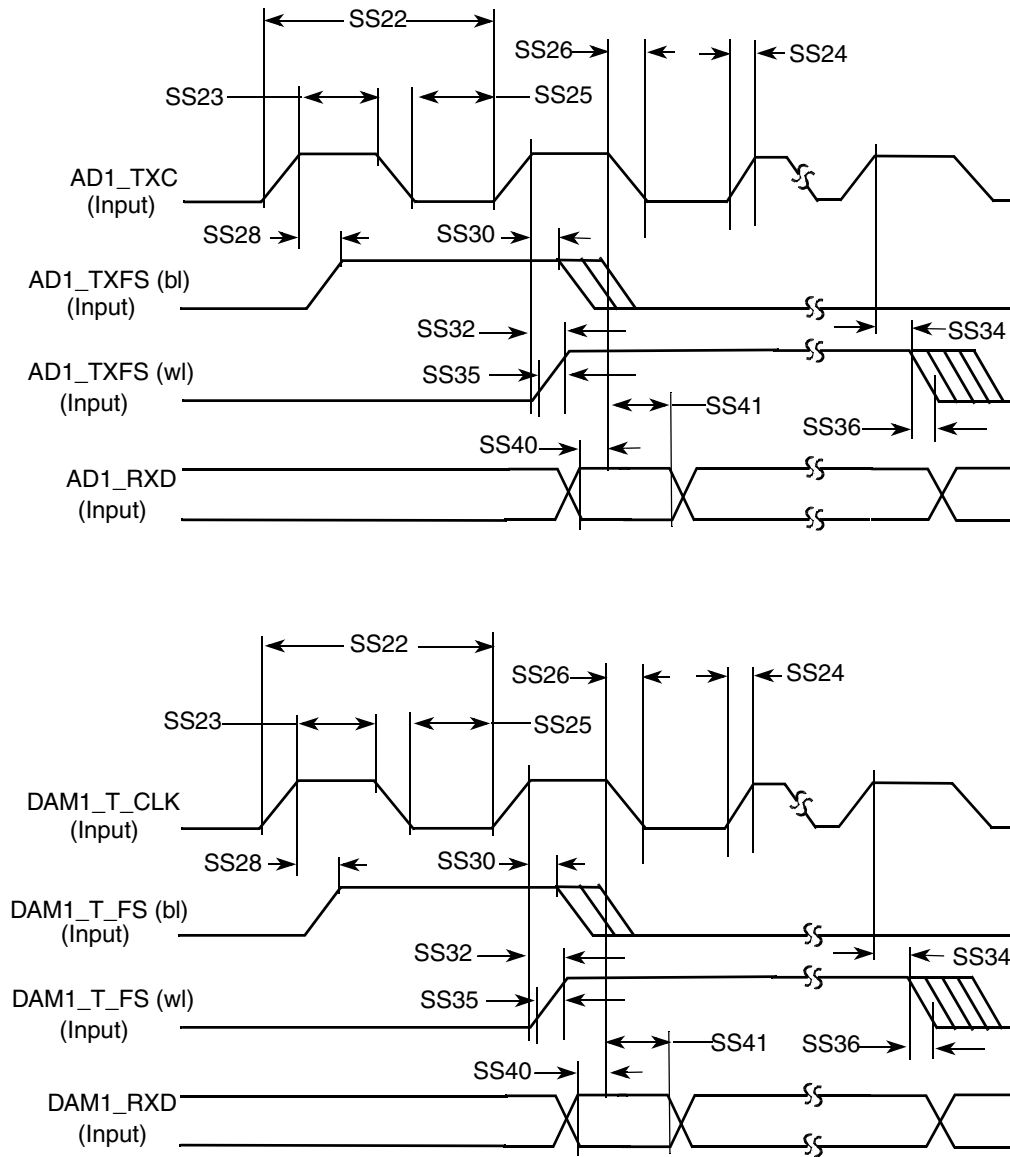 SS22
SS26
SS24
SS23
SS25
AD1_TXC
(Input)
SS28
SS30
AD1_TXFS (bl)
(Input)
SS32
SS34
AD1_TXFS (wl)
(Input)
SS35
SS41
SS36
SS40
AD1_RXD
(Input)
SS22
SS26
SS24
SS23
SS25
DAM1_T_CLK
(Input)
SS28
SS30
DAM1_T_FS (bl)
(Input)
SS32
SS34
DAM1_T_FS (wl)
(Input)
SS35
SS41
SS36
SS40
DAM1_RXD
(Input)